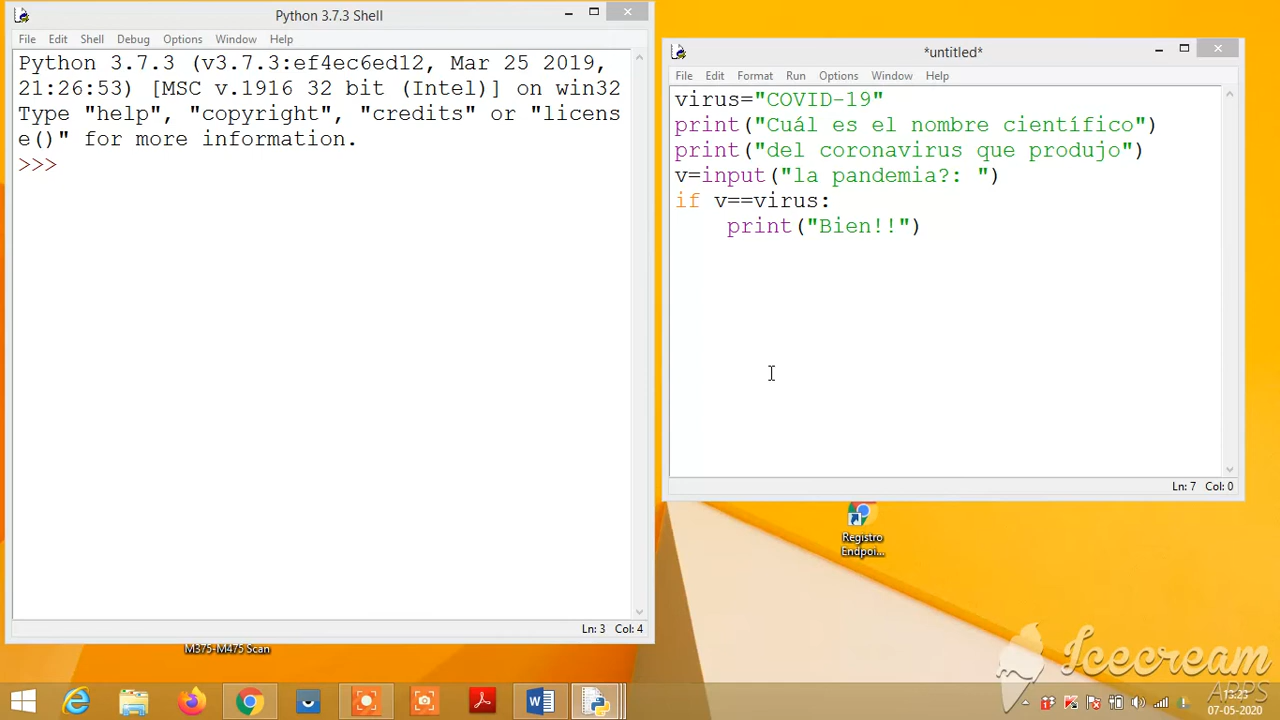 Python 3.7.3 Shell
File Edit Shell Debug Options Window Help
Python 3.7.3 (v3.7.3:ef4ec6ed12, Mar 25 2019,
21:26:53) [MSC v.1916 32 bit (Intel)] on win32
Type "help", "copyright", "credits" or "licens
e()" for more information.
>>>
Ln: 3 Col: 4
*untitled*
File Edit Format Run Options Window Help
virus="COVID-19"
print("Cuál es el nombre científico")
print("del coronavirus que produjo")
v=input("la pandemia?: ")
if v==virus:
    print("Bien!!")
Ln: 7 Col: 0
Registro
Endpoi...
M375-M475 Scan
Icecream
APPS
13:23
07-05-2020